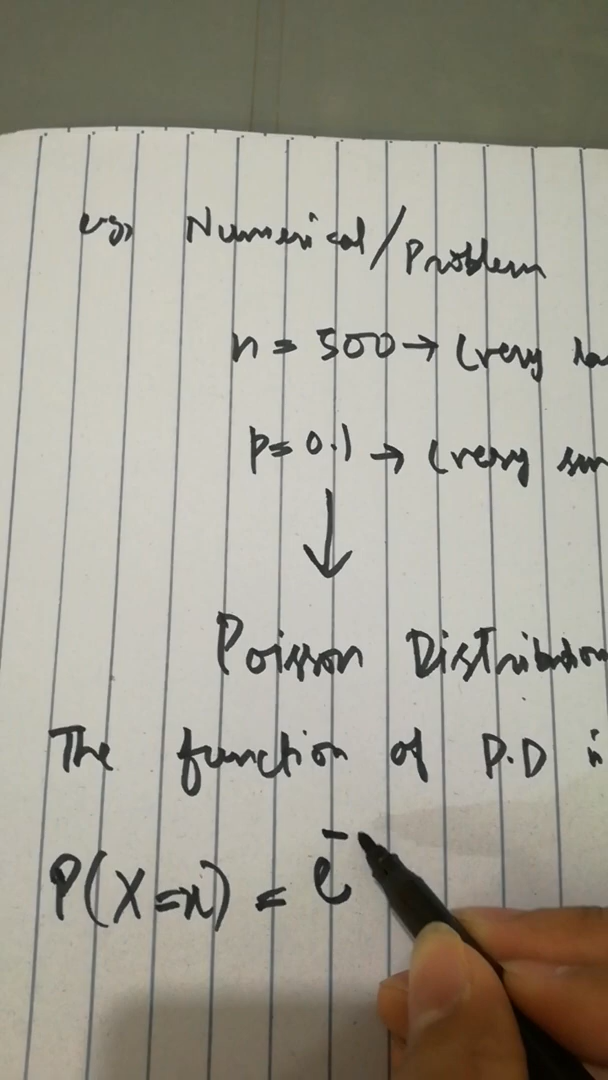 eg, Numerical/Problem
n = 500 → (very
p = 0.1 → (very
↓
Poisson Distribution
The function of P.D
P(X=x) = e⁻